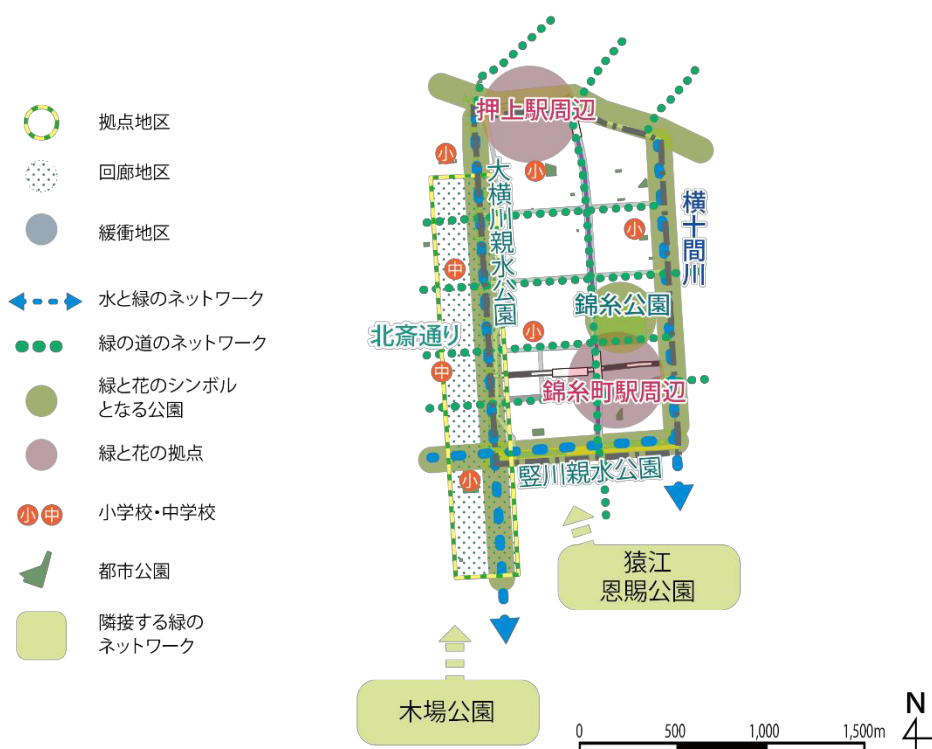 拠点地区
回廊地区
緩衝地区
水と緑のネットワーク
緑の道のネットワーク
緑と花のシンボル
となる公園
緑と花の拠点
小 中
小学校・中学校
都市公園
隣接する緑の
ネットワーク
押上駅周辺
小
小
大横川親水公園
小
横十間川
中
錦糸公園
北斎通り
小
中
錦糸町駅周辺
竪川親水公園
小
猿江
恩賜公園
木場公園
N
0 500 1,000 1,500m